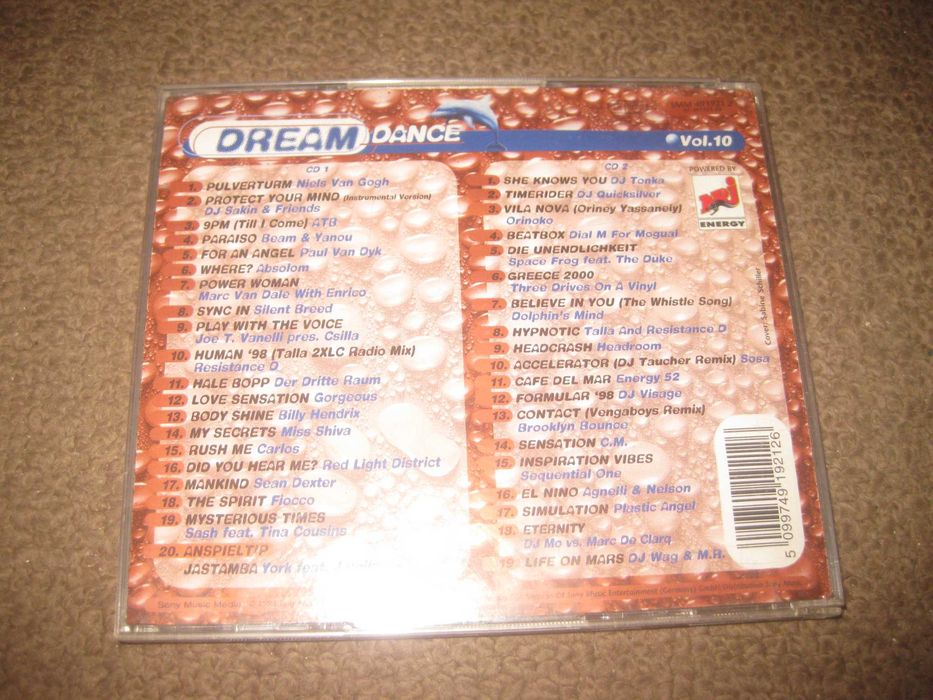 DREAM DANCE
Vol.10
CD 1
1. PULVERTURM Niels Van Gogh
2. PROTECT YOUR MIND (Instrumental Version)
DJ Sakin & Friends
3. 9PM (Till I Come) ATB
4. PARAISO Beam & Yanou
5. FOR AN ANGEL Paul Van Dyk
6. WHERE? Absolom
7. POWER WOMAN
Marc Van Dale With Enrico
8. SYNC IN Silent Breed
9. PLAY WITH THE VOICE
Joe T. Vanelli pres. Csilla
10. HUMAN '98 (Talla 2XLC Radio Mix)
Resistance D
11. HALE BOPP Der Dritte Raum
12. LOVE SENSATION Gorgeous
13. BODY SHINE Billy Hendrix
14. MY SECRETS Miss Shiva
15. RUSH ME Carlos
16. DID YOU HEAR ME? Red Light District
17. MANKIND Sean Dexter
18. THE SPIRIT Fiocco
19. MYSTERIOUS TIMES
Sash feat. Tina Cousins
20. ANSPIELTIP
JASTAMBA York feat.
Sony Music Media
CD 2
1. SHE KNOWS YOU DJ Tonka
2. TIMERIDER DJ Quicksilver
3. VILA NOVA (Oriney Yassanely)
Orinoko
4. BEATBOX Dial M For Moguai
5. DIE UNENDLICHKEIT
Space Frog feat. The Duke
6. GREECE 2000
Three Drives On A Vinyl
7. BELIEVE IN YOU (The Whistle Song)
Dolphin's Mind
8. HYPNOTIC Talla And Resistance D
9. HEADCRASH Headroom
10. ACCELERATOR (DJ Taucher Remix) Sosa
11. CAFE DEL MAR Energy 52
12. FORMULAR '98 DJ Visage
13. CONTACT (Vengaboys Remix)
Brooklyn Bounce
14. SENSATION C.M.
15. INSPIRATION VIBES
Sequential One
16. EL NINO Agnelli & Nelson
17. SIMULATION Plastic Angel
18. ETERNITY
DJ Mo vs. Marc De Clarq
19. LIFE ON MARS DJ Wag & M.R.
POWERED BY
NRJ
ENERGY
Cover: Sabine Schiller
5 099749 192126